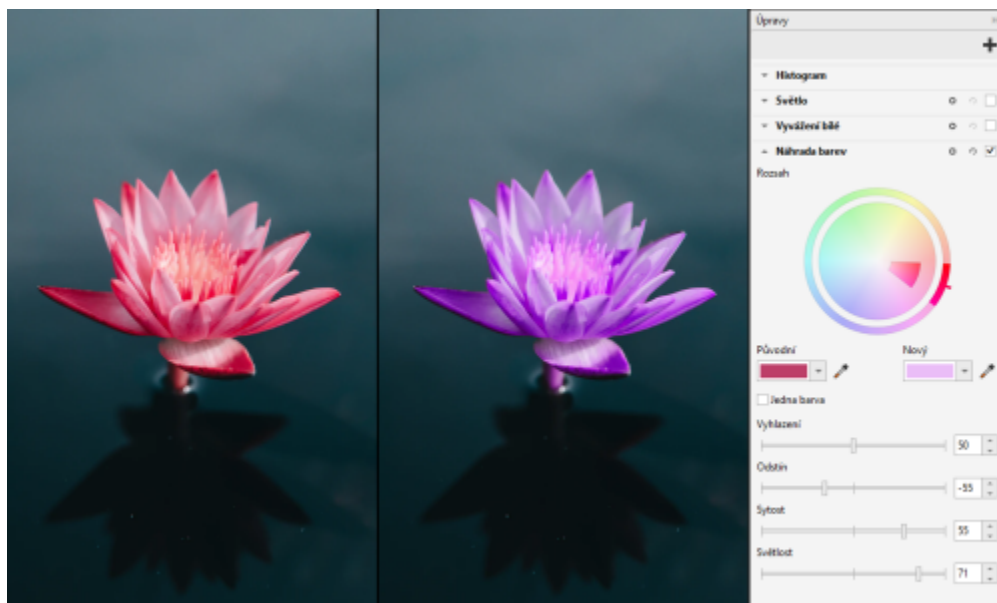 Úpravy
Histogram
Světlo
Vyvážení bílé
Náhrada barev
Rozsah
Původní
Nový
Jedna barva
Vyhlazení
50
Odstín
-55
Sytost
55
Světlost
71